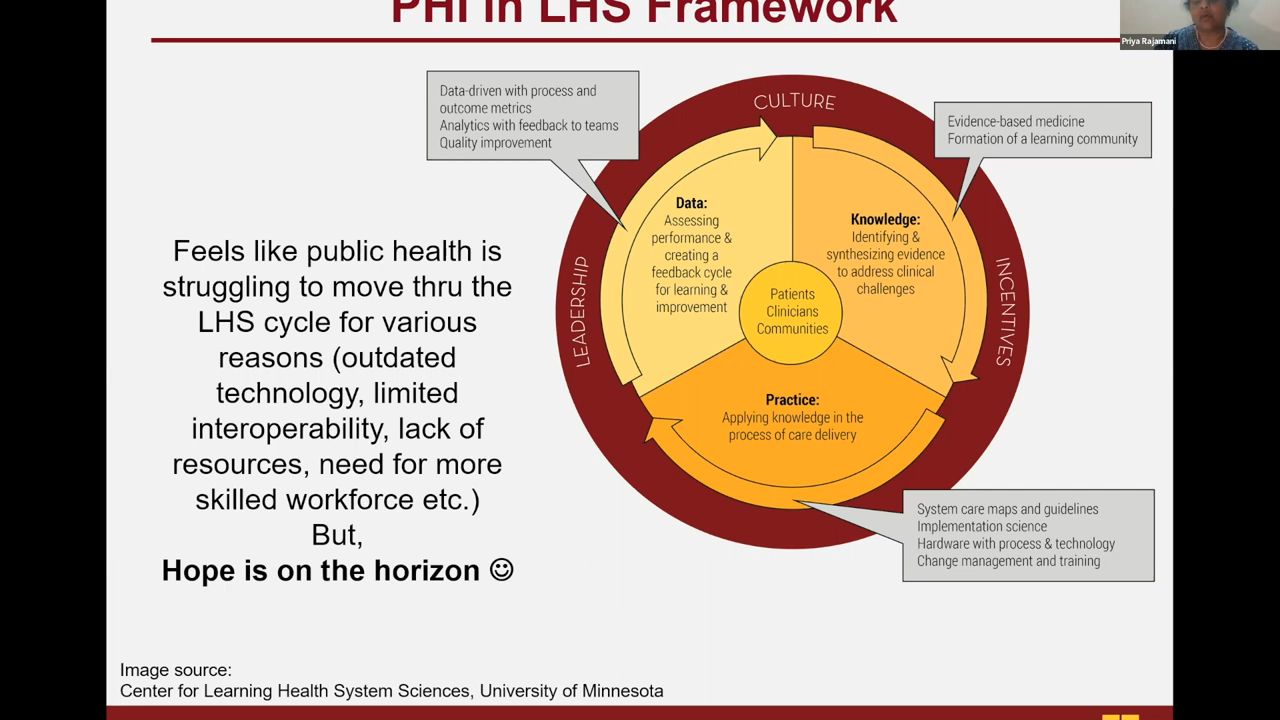 PHI in LHS Framework
Priya Rajamani
Data-driven with process and
outcome metrics
Analytics with feedback to teams
Quality improvement
CULTURE
Evidence-based medicine
Formation of a learning community
Data:
Assessing
performance &
creating a
feedback cycle
for learning &
improvement
Knowledge:
Identifying &
synthesizing evidence
to address clinical
challenges
LEADERSHIP
INCENTIVES
Patients
Clinicians
Communities
Practice:
Applying knowledge in the
process of care delivery
System care maps and guidelines
Implementation science
Hardware with process & technology
Change management and training
Feels like public health is
struggling to move thru the
LHS cycle for various
reasons (outdated
technology, limited
interoperability, lack of
resources, need for more
skilled workforce etc.)
But,
Hope is on the horizon ☺
Image source:
Center for Learning Health System Sciences, University of Minnesota